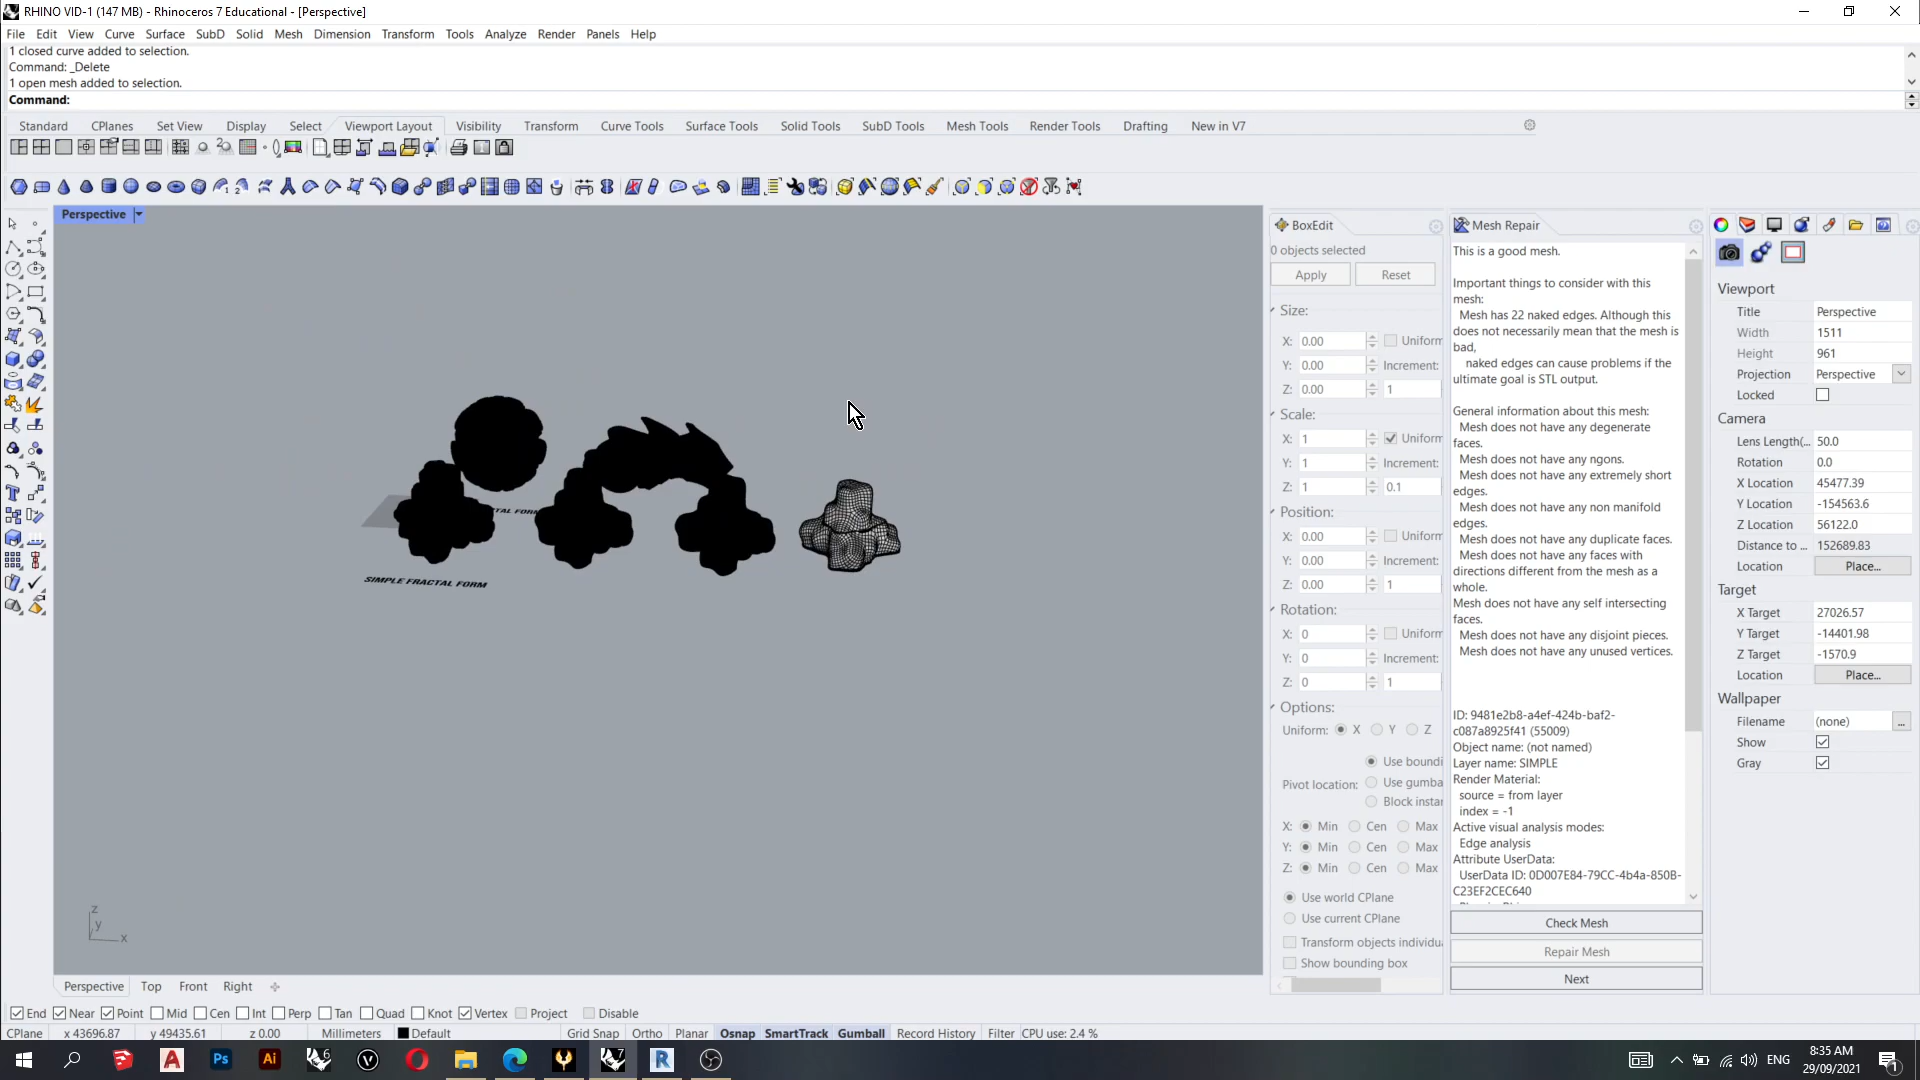 RHINO VID-1 (147 MB) - Rhinoceros 7 Educational - [Perspective]
File Edit View Curve Surface SubD Solid Mesh Dimension Transform Tools Analyze Render Panels Help
1 closed curve added to selection.
Command: _Delete
1 open mesh added to selection.
Command:
Standard CPlanes Set View Display Select Viewport Layout Visibility Transform Curve Tools Surface Tools Solid Tools SubD Tools Mesh Tools Render Tools Drafting New in V7
Perspective
TAL FORM
SIMPLE FRACTAL FORM
BoxEdit
0 objects selected
Apply Reset
Size:
X: 0.00 Uniform
Y: 0.00 Increment:
Z: 0.00 1
Scale:
X: 1 Uniform
Y: 1 Increment:
Z: 1 0.1
Position:
X: 0.00 Uniform
Y: 0.00 Increment:
Z: 0.00 1
Rotation:
X: 0 Uniform
Y: 0 Increment:
Z: 0 1
Options:
Uniform: X Y Z
Use boundi
Pivot location: Use gumba
Block instar
X: Min Cen Max
Y: Min Cen Max
Z: Min Cen Max
Use world CPlane
Use current CPlane
Transform objects individua
Show bounding box
Mesh Repair
This is a good mesh.
Important things to consider with this
mesh:
Mesh has 22 naked edges. Although this
does not necessarily mean that the mesh is
bad,
naked edges can cause problems if the
ultimate goal is STL output.
General information about this mesh:
Mesh does not have any degenerate
faces.
Mesh does not have any ngons.
Mesh does not have any extremely short
edges.
Mesh does not have any non manifold
edges.
Mesh does not have any duplicate faces.
Mesh does not have any faces with
directions different from the mesh as a
whole.
Mesh does not have any self intersecting
faces.
Mesh does not have any disjoint pieces.
Mesh does not have any unused vertices.
ID: 9481e2b8-a4ef-424b-baf2-
c087a8925f41 (55009)
Object name: (not named)
Layer name: SIMPLE
Render Material:
source = from layer
index = -1
Active visual analysis modes:
Edge analysis
Attribute UserData:
UserData ID: 0D007E84-79CC-4b4a-850B-
C23EF2CEC640
Check Mesh
Repair Mesh
Next
Viewport
Title Perspective
Width 1511
Height 961
Projection Perspective
Locked
Camera
Lens Length(... 50.0
Rotation 0.0
X Location 45477.39
Y Location -154563.6
Z Location 56122.0
Distance to ... 152689.83
Location Place...
Target
X Target 27026.57
Y Target -14401.98
Z Target -1570.9
Location Place...
Wallpaper
Filename (none) ...
Show
Gray
z
y
x
Perspective Top Front Right
End Near Point Mid Cen Int Perp Tan Quad Knot Vertex Project Disable
CPlane x 43696.87 y 49435.61 z 0.00 Millimeters Default Grid Snap Ortho Planar Osnap SmartTrack Gumball Record History Filter CPU use: 2.4 %
A Ps Ai 6 V 7 R ENG 8:35 AM
29/09/2021 1